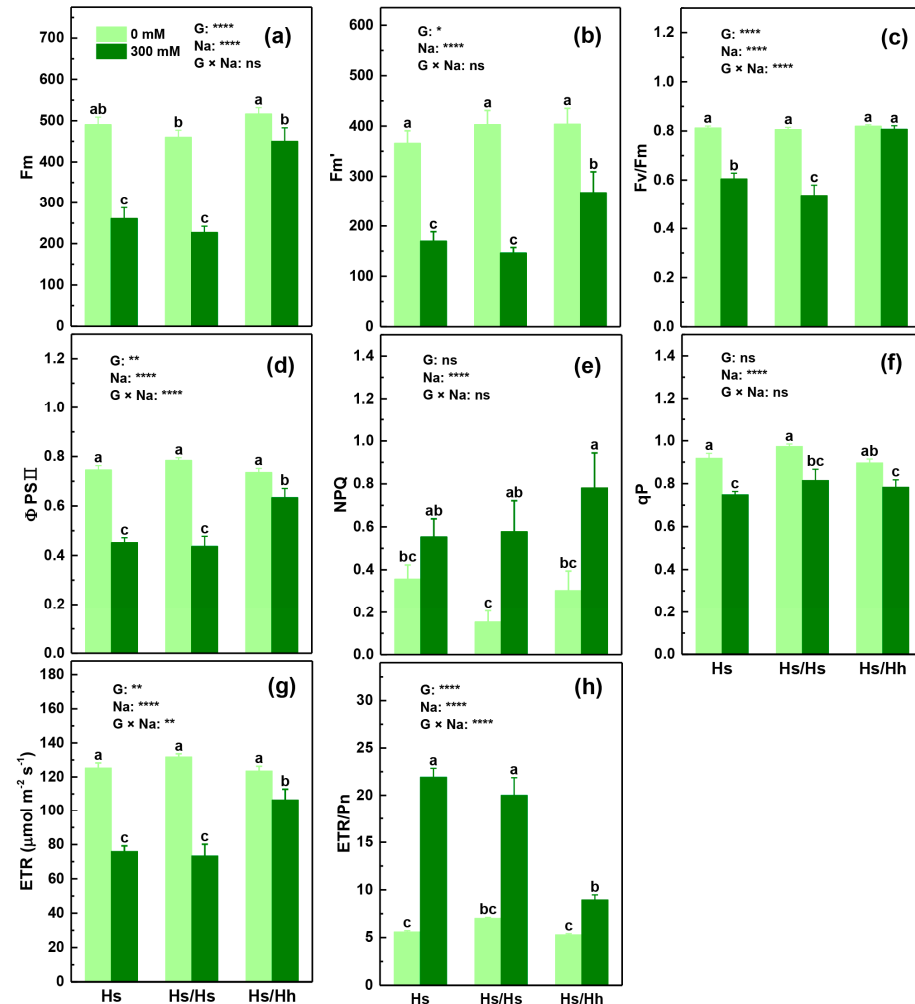 (a)
0 mM
300 mM
G: ****
Na: ****
G × Na: ns
Fm
750
700
600
500
400
300
200
100
0
ab
c
b
c
a
b
(b)
G: *
Na: ****
G × Na: ns
Fm'
600
500
400
300
200
100
0
a
c
a
c
a
b
(c)
G: ****
Na: ****
G × Na: ****
Fv/Fm
1.2
1.0
0.8
0.6
0.4
0.2
0.0
a
b
a
c
a
a
(d)
G: **
Na: ****
G × Na: ****
Φ PSⅡ
1.2
1.0
0.8
0.6
0.4
0.2
0.0
a
c
a
c
a
b
(e)
G: ns
Na: ****
G × Na: ns
NPQ
1.4
1.2
1.0
0.8
0.6
0.4
0.2
0.0
bc
ab
c
ab
bc
a
(f)
G: ns
Na: ****
G × Na: ns
qP
1.4
1.2
1.0
0.8
0.6
0.4
0.2
0.0
a
c
a
bc
ab
c
Hs
Hs/Hs
Hs/Hh
(g)
G: **
Na: ****
G × Na: **
ETR (μmol m⁻² s⁻¹)
180
160
140
120
100
80
60
40
20
0
a
c
a
c
a
b
Hs
Hs/Hs
Hs/Hh
(h)
G: ****
Na: ****
G × Na: ****
ETR/Pn
30
25
20
15
10
5
0
c
a
bc
a
c
b
Hs
Hs/Hs
Hs/Hh